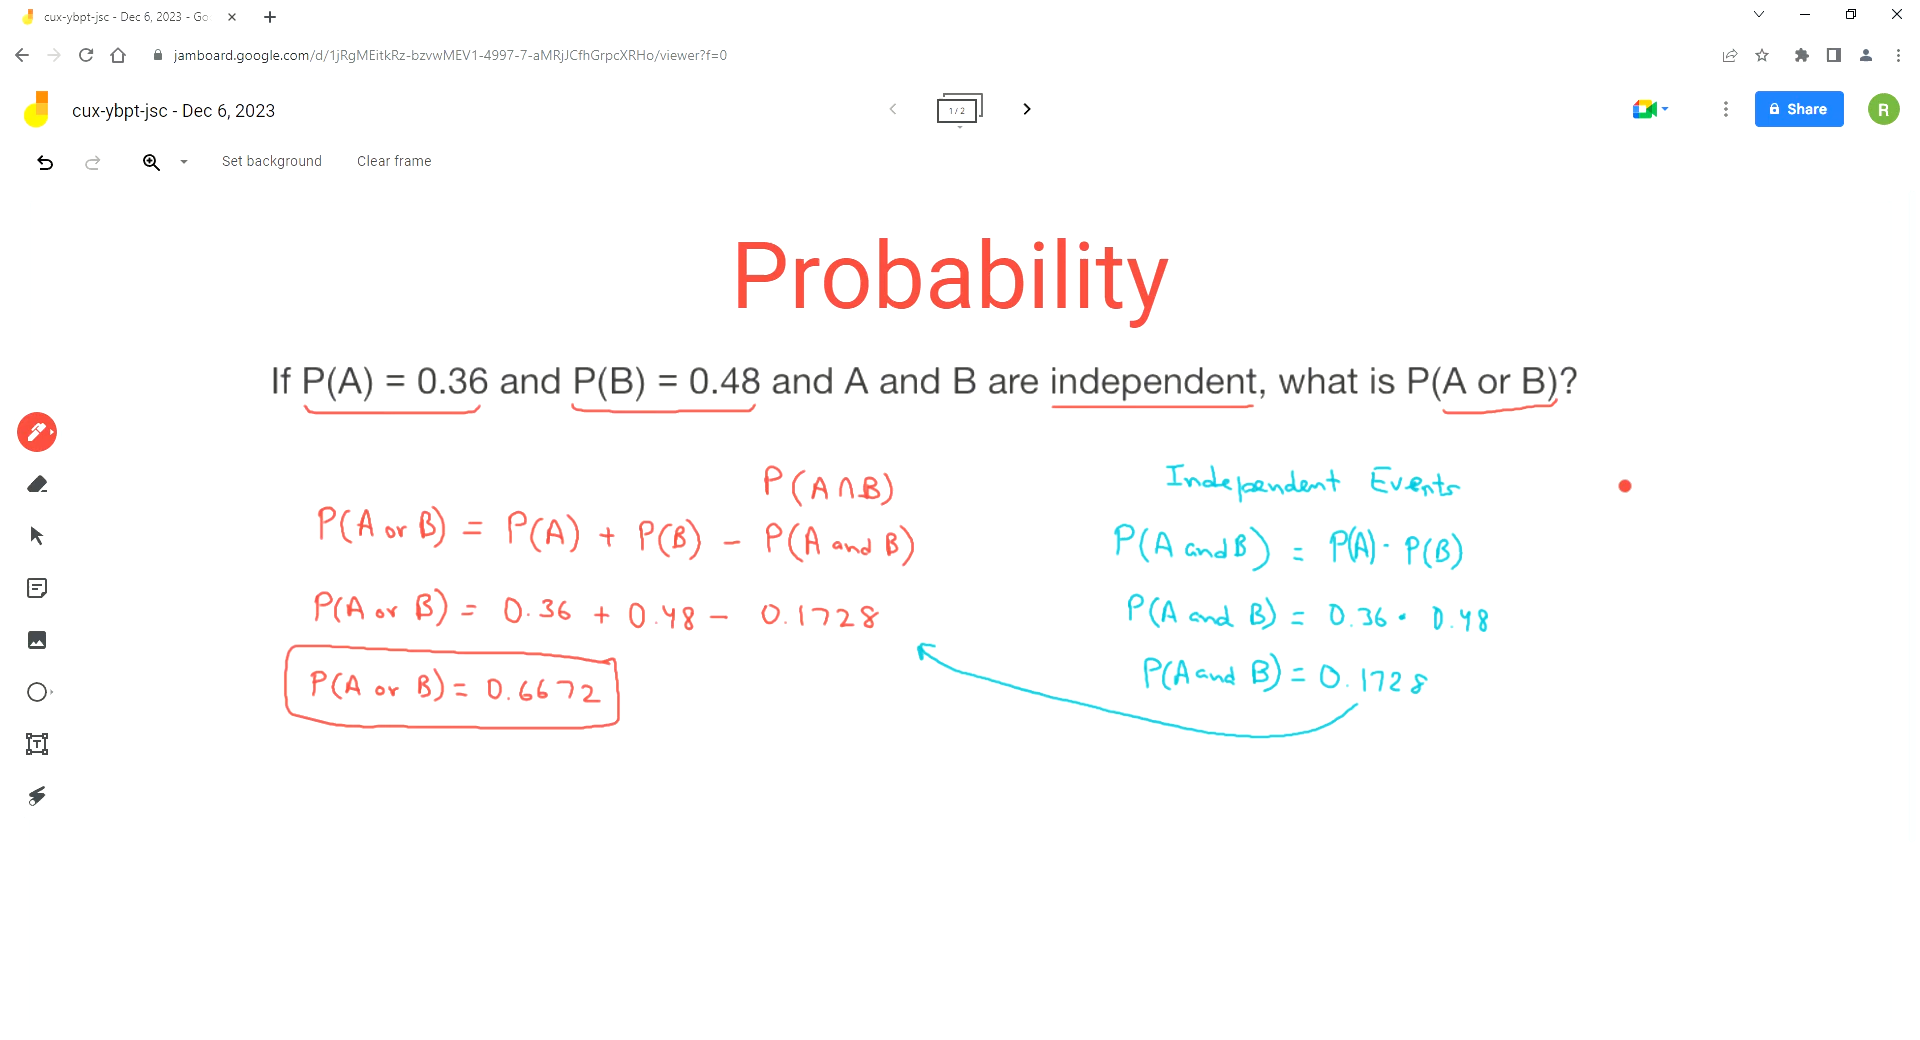 cux-ybpt-jsc - Dec 6, 2023 - Go
jamboard.google.com/d/1jRgMEitkRz-bzvwMEV1-4997-7-aMRjJCfhGrpcXRHo/viewer?f=0
cux-ybpt-jsc - Dec 6, 2023
1 / 2
Share
R
Set background
Clear frame
Probability
If P(A) = 0.36 and P(B) = 0.48 and A and B are independent, what is P(A or B)?
P(A∩B)
P(A or B) = P(A) + P(B) - P(A and B)
P(A or B) = 0.36 + 0.48 - 0.1728
P(A or B) = 0.6672
Independent Events
P(A and B) = P(A) · P(B)
P(A and B) = 0.36 · 0.48
P(A and B) = 0.1728